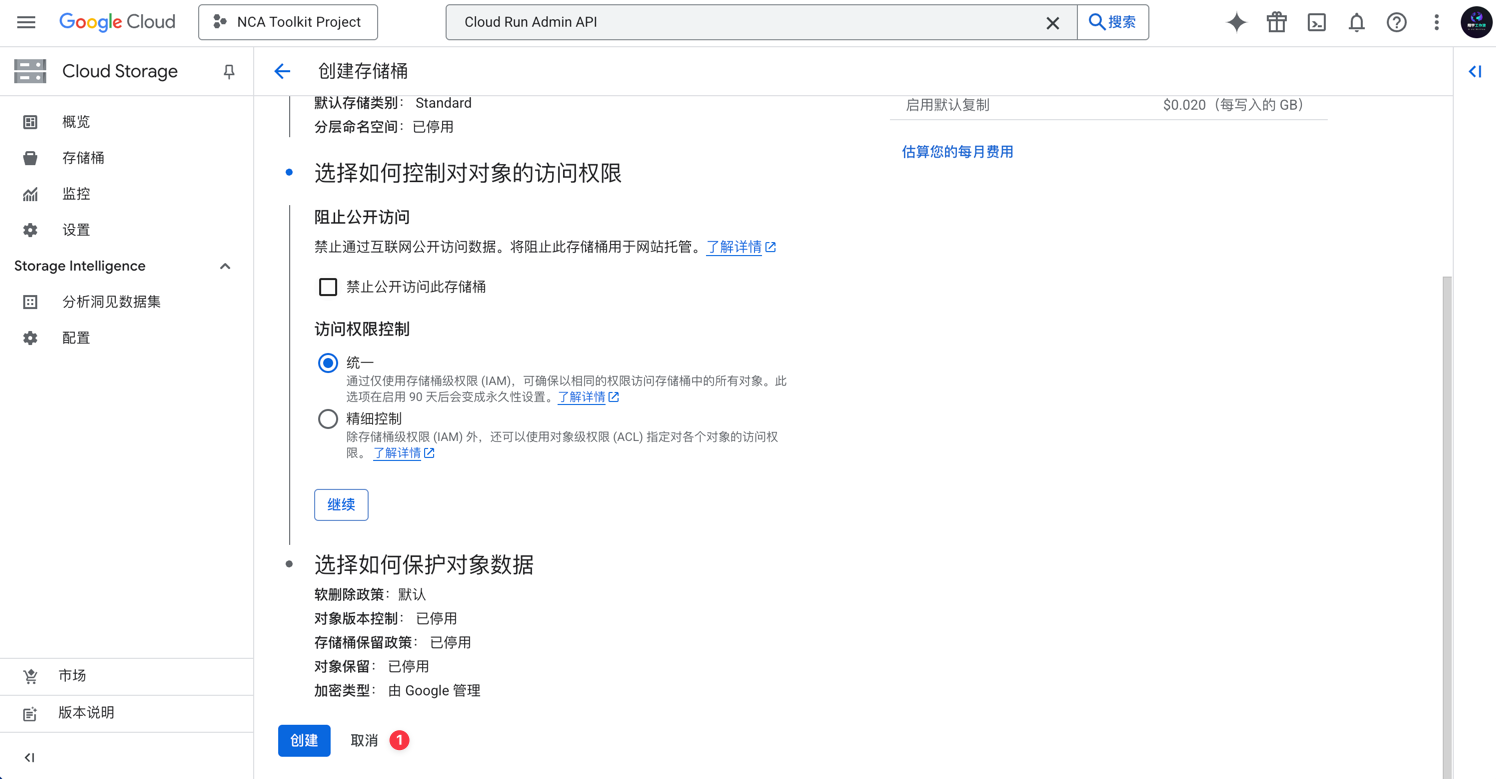 Google Cloud
NCA Toolkit Project
Cloud Run Admin API
搜索
Cloud Storage
概览
存储桶
监控
设置
Storage Intelligence
分析洞见数据集
配置
市场
版本说明
创建存储桶
默认存储类别： Standard
分层命名空间：已停用
选择如何控制对对象的访问权限
阻止公开访问
禁止通过互联网公开访问数据。将阻止此存储桶用于网站托管。了解详情
禁止公开访问此存储桶
访问权限控制
统一
通过仅使用存储桶级权限 (IAM)，可确保以相同的权限访问存储桶中的所有对象。此
选项在启用 90 天后会变成永久性设置。了解详情
精细控制
除存储桶级权限 (IAM) 外，还可以使用对象级权限 (ACL) 指定对各个对象的访问权
限。 了解详情
继续
选择如何保护对象数据
软删除政策：默认
对象版本控制： 已停用
存储桶保留政策： 已停用
对象保留： 已停用
加密类型： 由 Google 管理
创建 取消 1
启用默认复制 $0.020（每写入的 GB）
估算您的每月费用